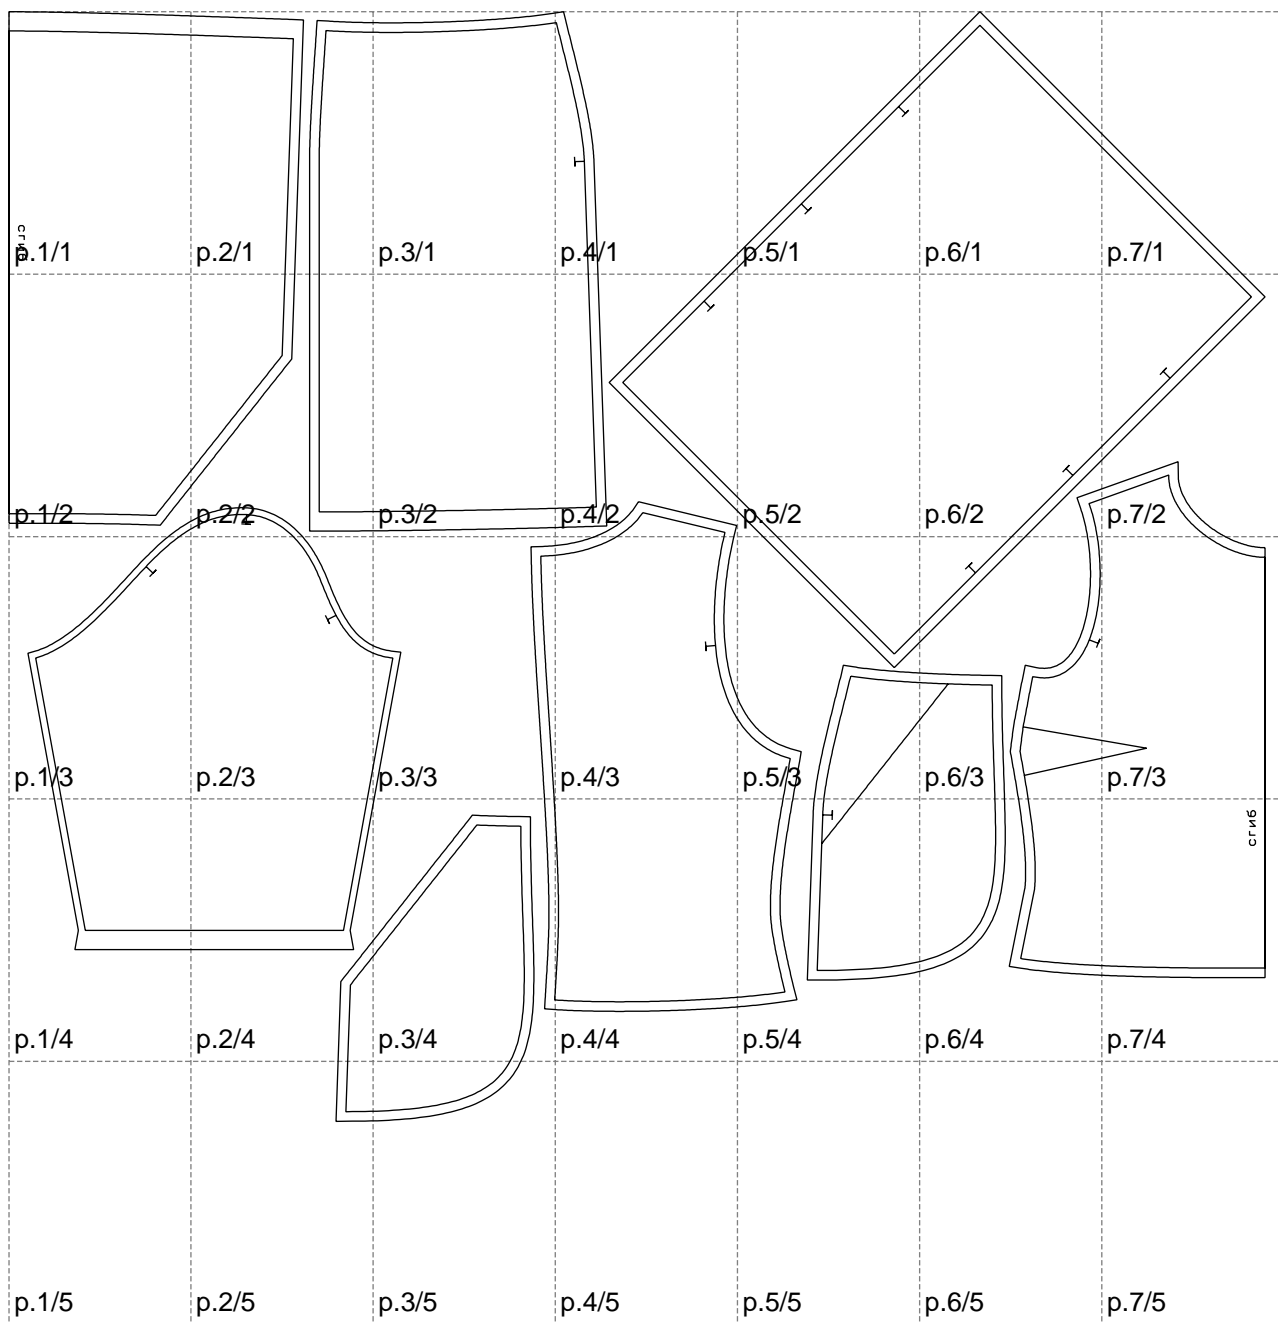 сгиб
p.1/1 p.2/1 p.3/1 p.4/1 p.5/1 p.6/1 p.7/1
p.1/2 p.2/2 p.3/2 p.4/2 p.5/2 p.6/2 p.7/2
p.1/3 p.2/3 p.3/3 p.4/3 p.5/3 p.6/3 p.7/3
сгиб
p.1/4 p.2/4 p.3/4 p.4/4 p.5/4 p.6/4 p.7/4
p.1/5 p.2/5 p.3/5 p.4/5 p.5/5 p.6/5 p.7/5